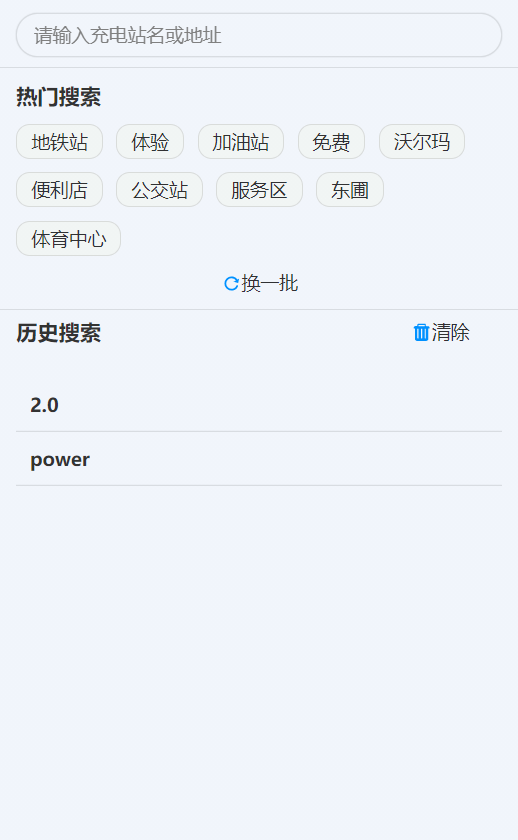 请输入充电站名或地址
热门搜索
地铁站 体验 加油站 免费 沃尔玛
便利店 公交站 服务区 东圃
体育中心
换一批
历史搜索 清除
2.0
power